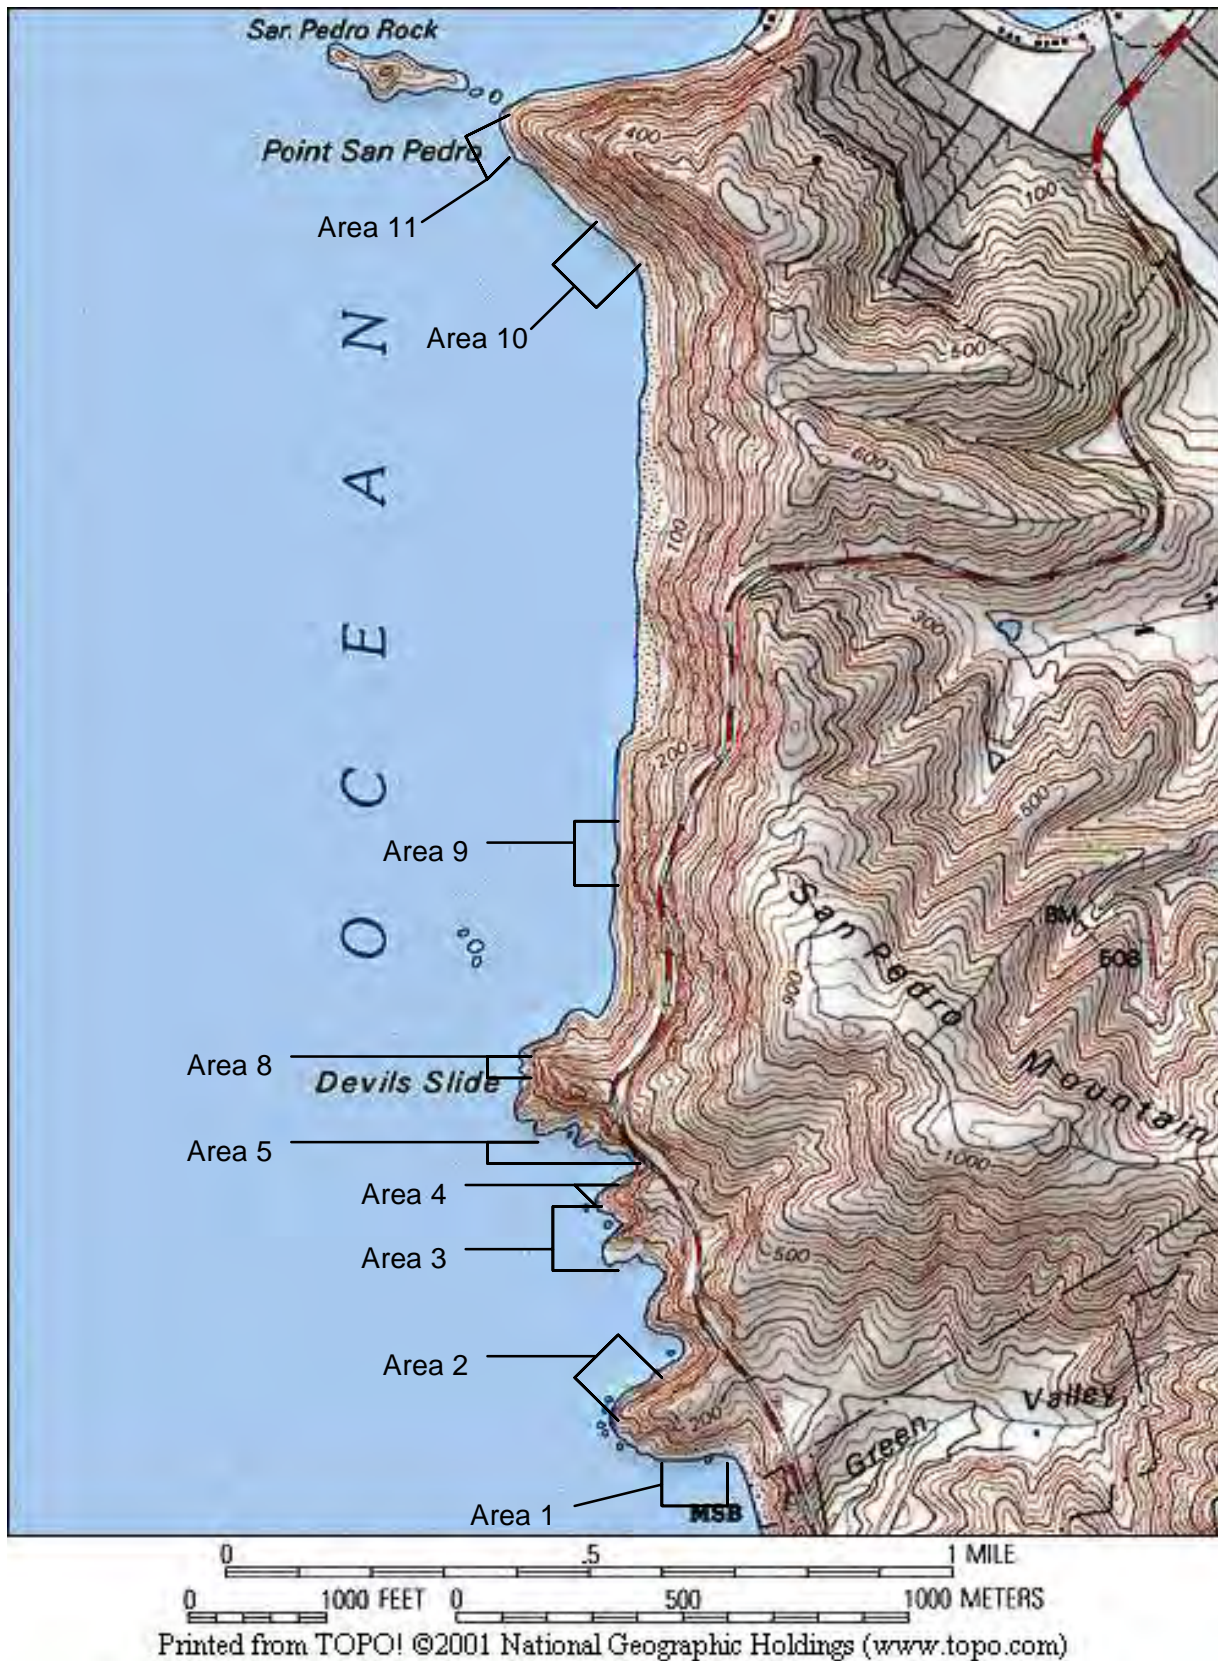 San Pedro Rock
400
Point San Pedro
100
Area 11
Area 10
500
600
100
300
OCEAN
200
500
Area 9
San Pedro Mountain
BM
508
900
Area 8
Devils Slide
Area 5
1000
Area 4
Area 3
500
Area 2
Green Valley
200
Area 1
MSB
0 .5 1 MILE
0 1000 FEET 0 500 1000 METERS
Printed from TOPO! ©2001 National Geographic Holdings (www.topo.com)